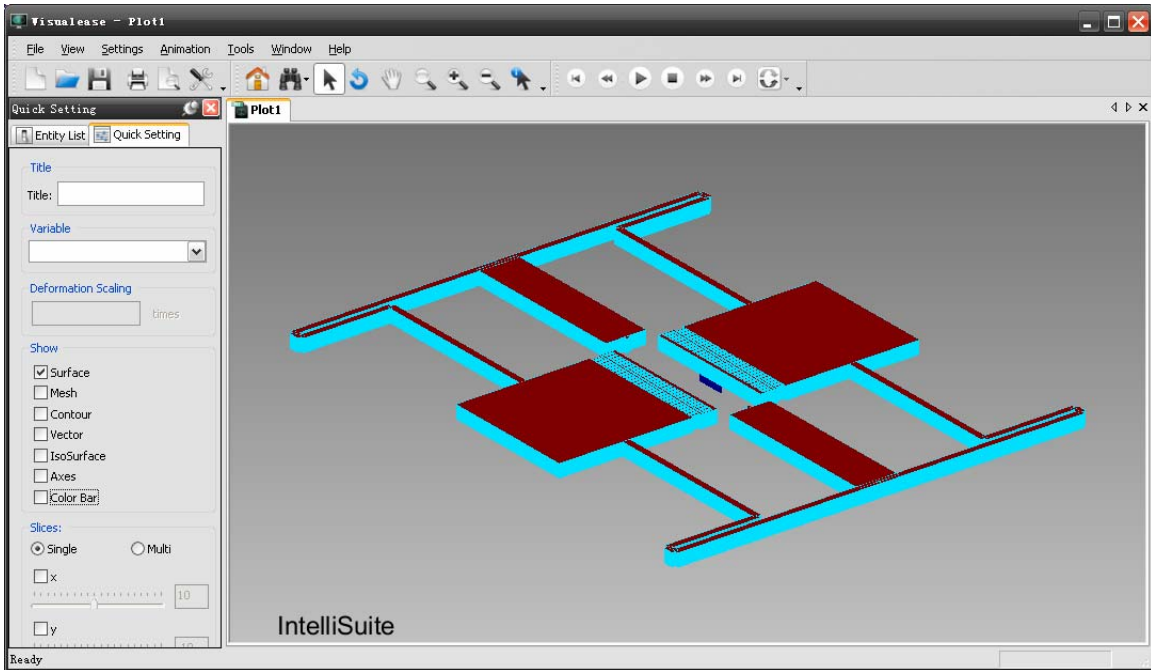 Visualease - Plot1
File View Settings Animation Tools Window Help
Quick Setting
Plot1
Entity List Quick Setting
Title
Title:
Variable
Deformation Scaling
times
Show
Surface
Mesh
Contour
Vector
IsoSurface
Axes
Color Bar
Slices:
Single Multi
x
10
y
10
IntelliSuite
Ready